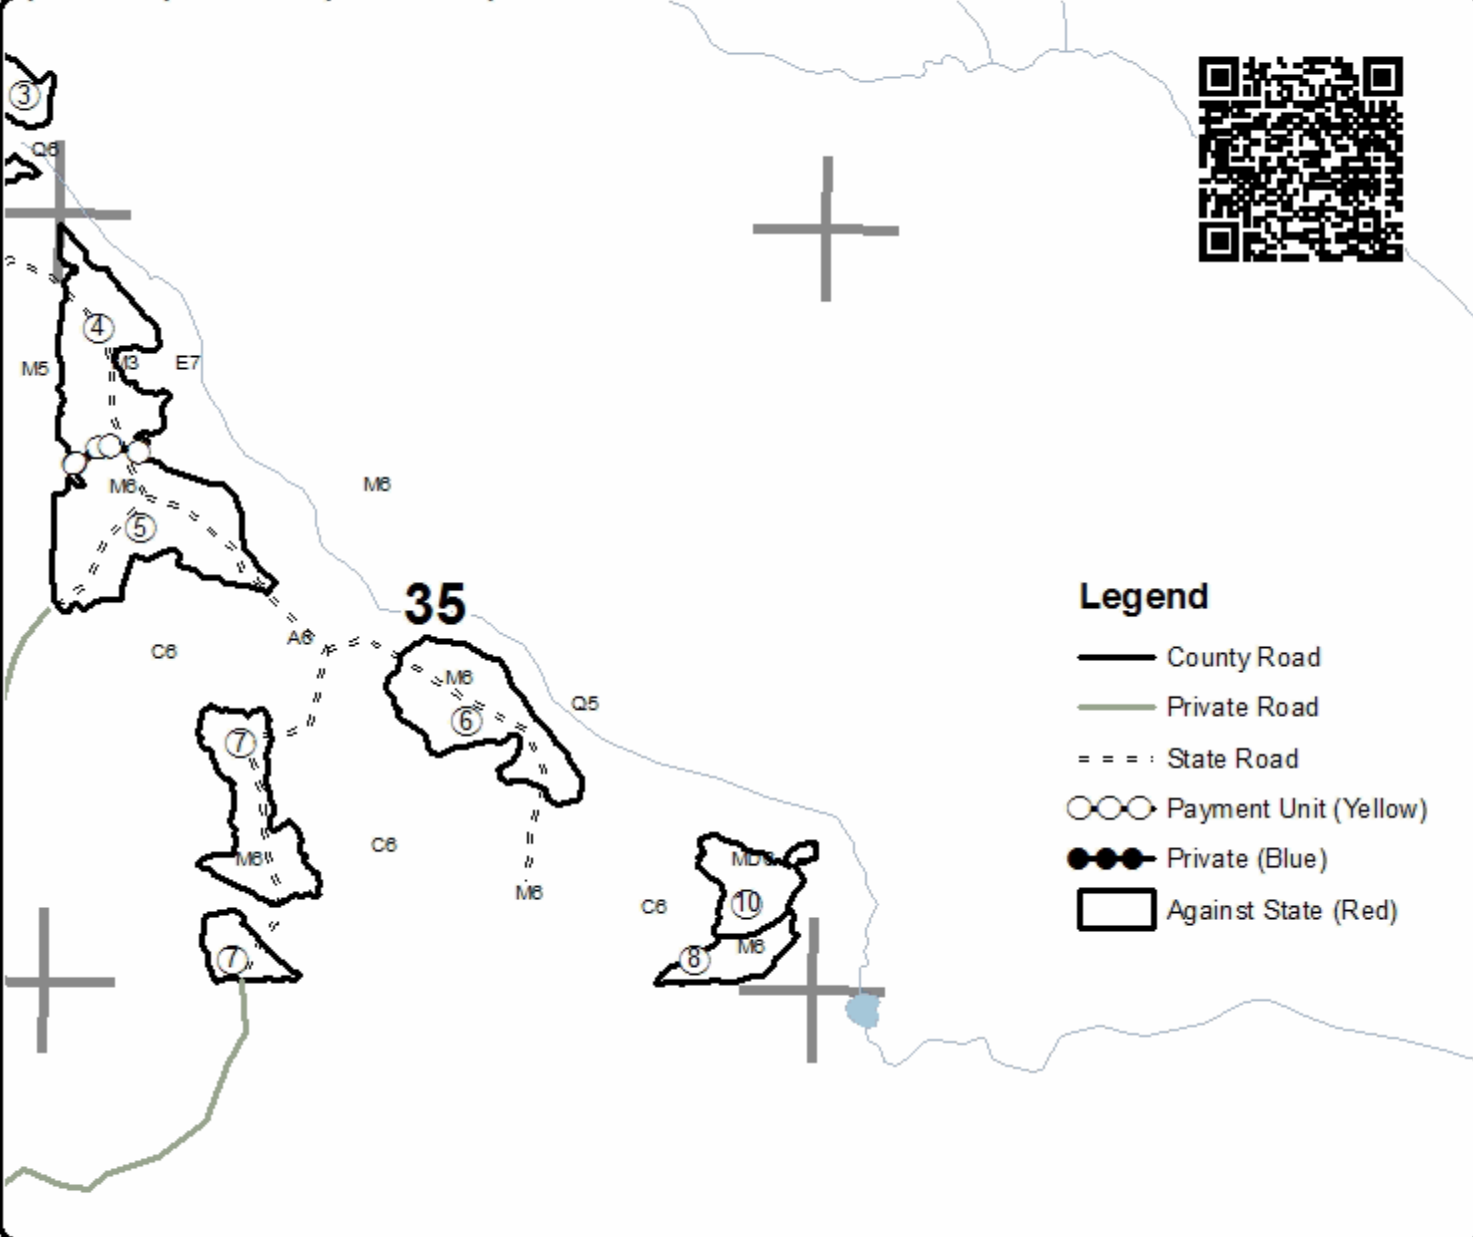 3
Q6
4
M5
M3
E7
M6
M6
5
35
A6
C6
M6
Q5
6
7
C6
M6
MD6
M6
C6
10
M6
8
7
Legend
County Road
Private Road
State Road
Payment Unit (Yellow)
Private (Blue)
Against State (Red)